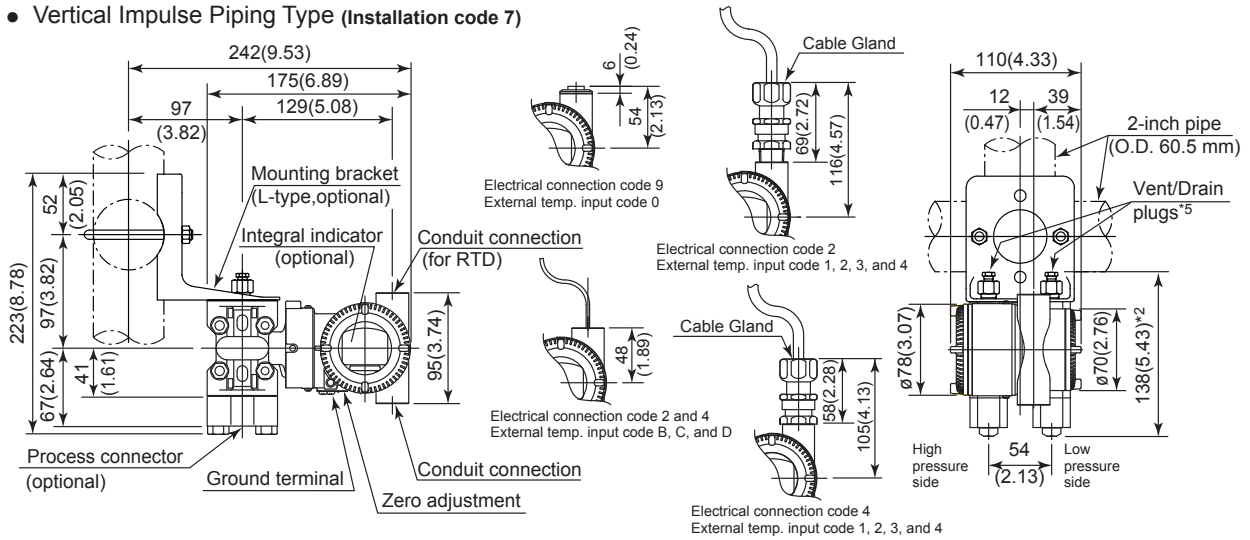 ● Vertical Impulse Piping Type (Installation code 7)
242(9.53)
175(6.89)
129(5.08)
97
(3.82)
52
(2.05)
97(3.82)
223(8.78)
67(2.64)
41
(1.61)
Mounting bracket
(L-type,optional)
Integral indicator
(optional)
Conduit connection
(for RTD)
95(3.74)
Process connector
(optional)
Ground terminal
Conduit connection
Zero adjustment
6
(0.24)
54
(2.13)
Electrical connection code 9
External temp. input code 0
Cable Gland
69(2.72)
116(4.57)
Electrical connection code 2
External temp. input code 1, 2, 3, and 4
48
(1.89)
Electrical connection code 2 and 4
External temp. input code B, C, and D
Cable Gland
58(2.28)
105(4.13)
Electrical connection code 4
External temp. input code 1, 2, 3, and 4
110(4.33)
12
(0.47)
39
(1.54)
2-inch pipe
(O.D. 60.5 mm)
Vent/Drain
plugs*5
ø78(3.07)
ø70(2.76)
138(5.43)*2
High
pressure
side
54
(2.13)
Low
pressure
side